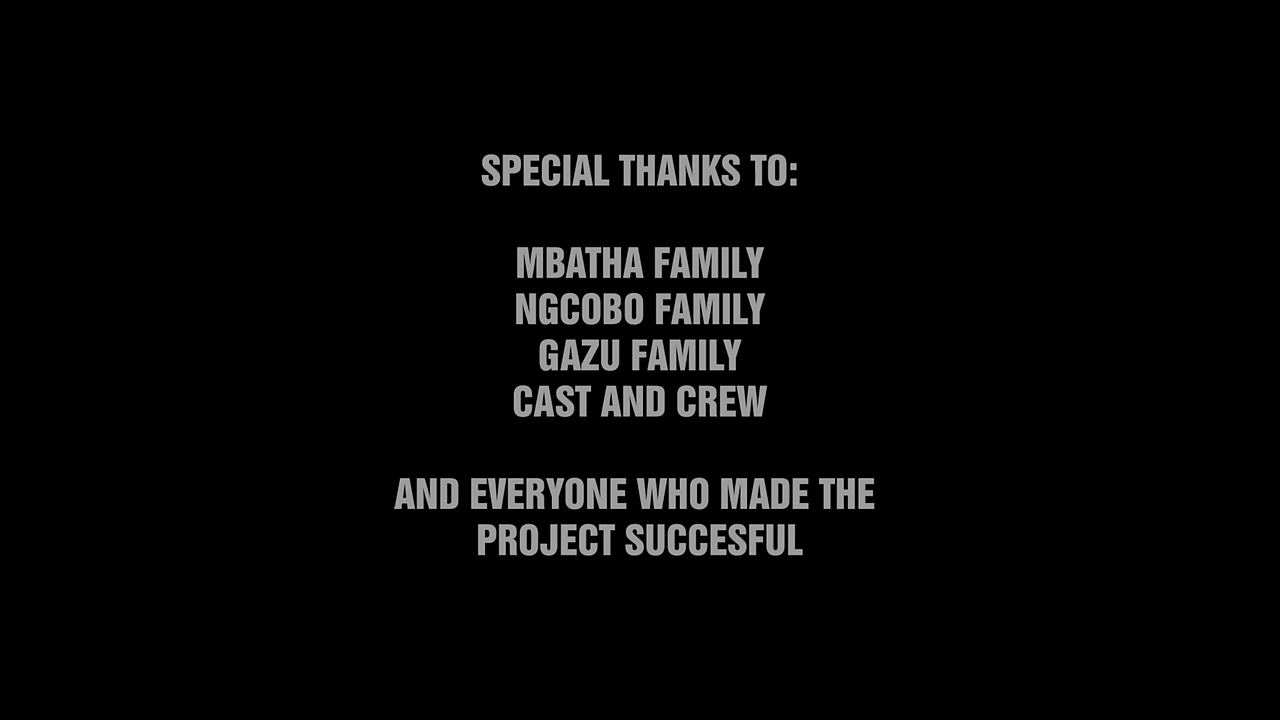 SPECIAL THANKS TO:
MBATHA FAMILY
NGCOBO FAMILY
GAZU FAMILY
CAST AND CREW
AND EVERYONE WHO MADE THE
PROJECT SUCCESFUL